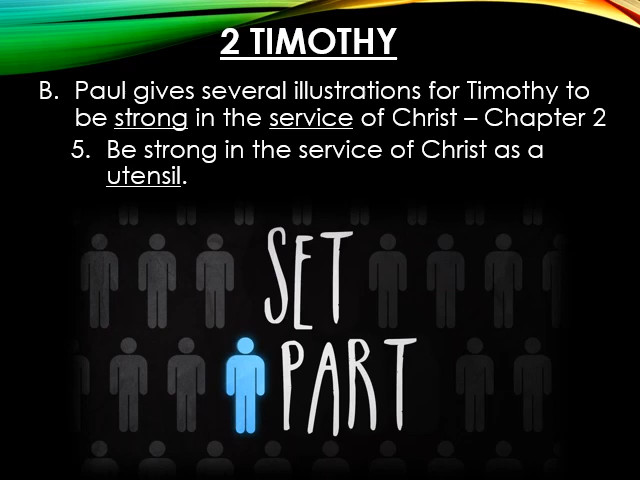 2 TIMOTHY
B. Paul gives several illustrations for Timothy to
be strong in the service of Christ – Chapter 2
5. Be strong in the service of Christ as a
utensil.
SET
PART